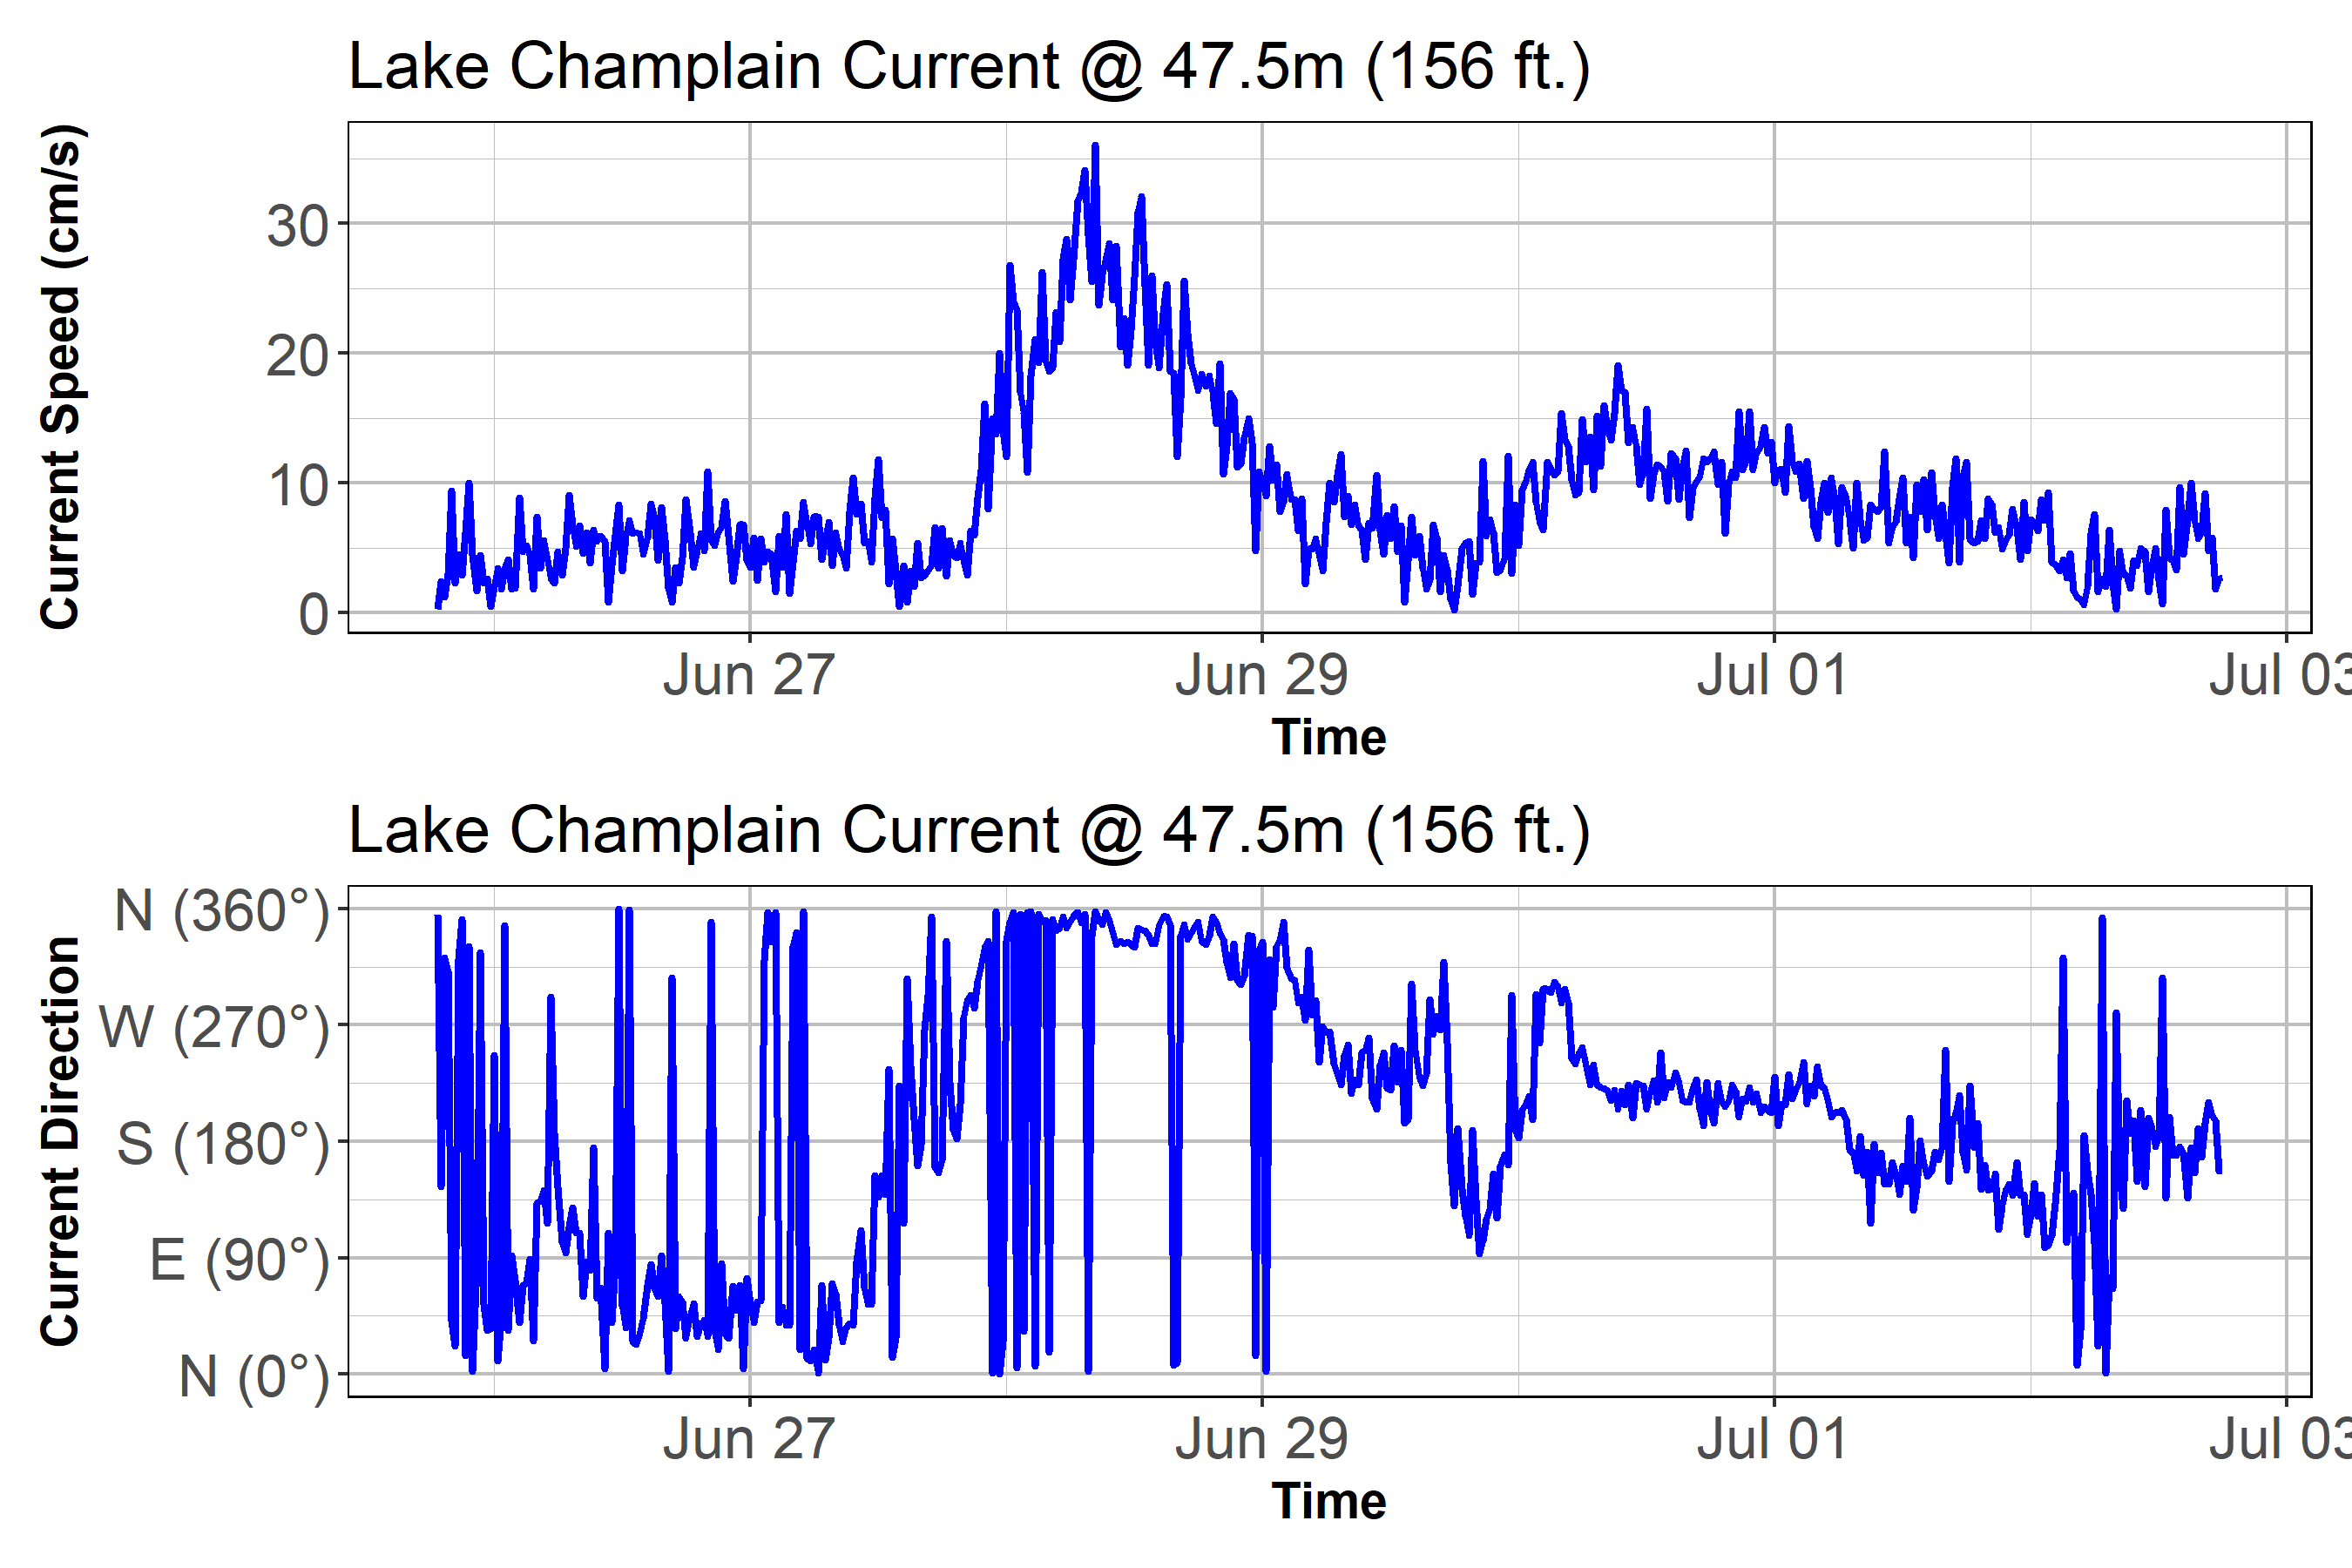 Lake Champlain Current @ 47.5m (156 ft.)
Current Speed (cm/s)
30
20
10
0
Jun 27 Jun 29 Jul 01 Jul 03
Time
Lake Champlain Current @ 47.5m (156 ft.)
Current Direction
N (360°)
W (270°)
S (180°)
E (90°)
N (0°)
Jun 27 Jun 29 Jul 01 Jul 03
Time